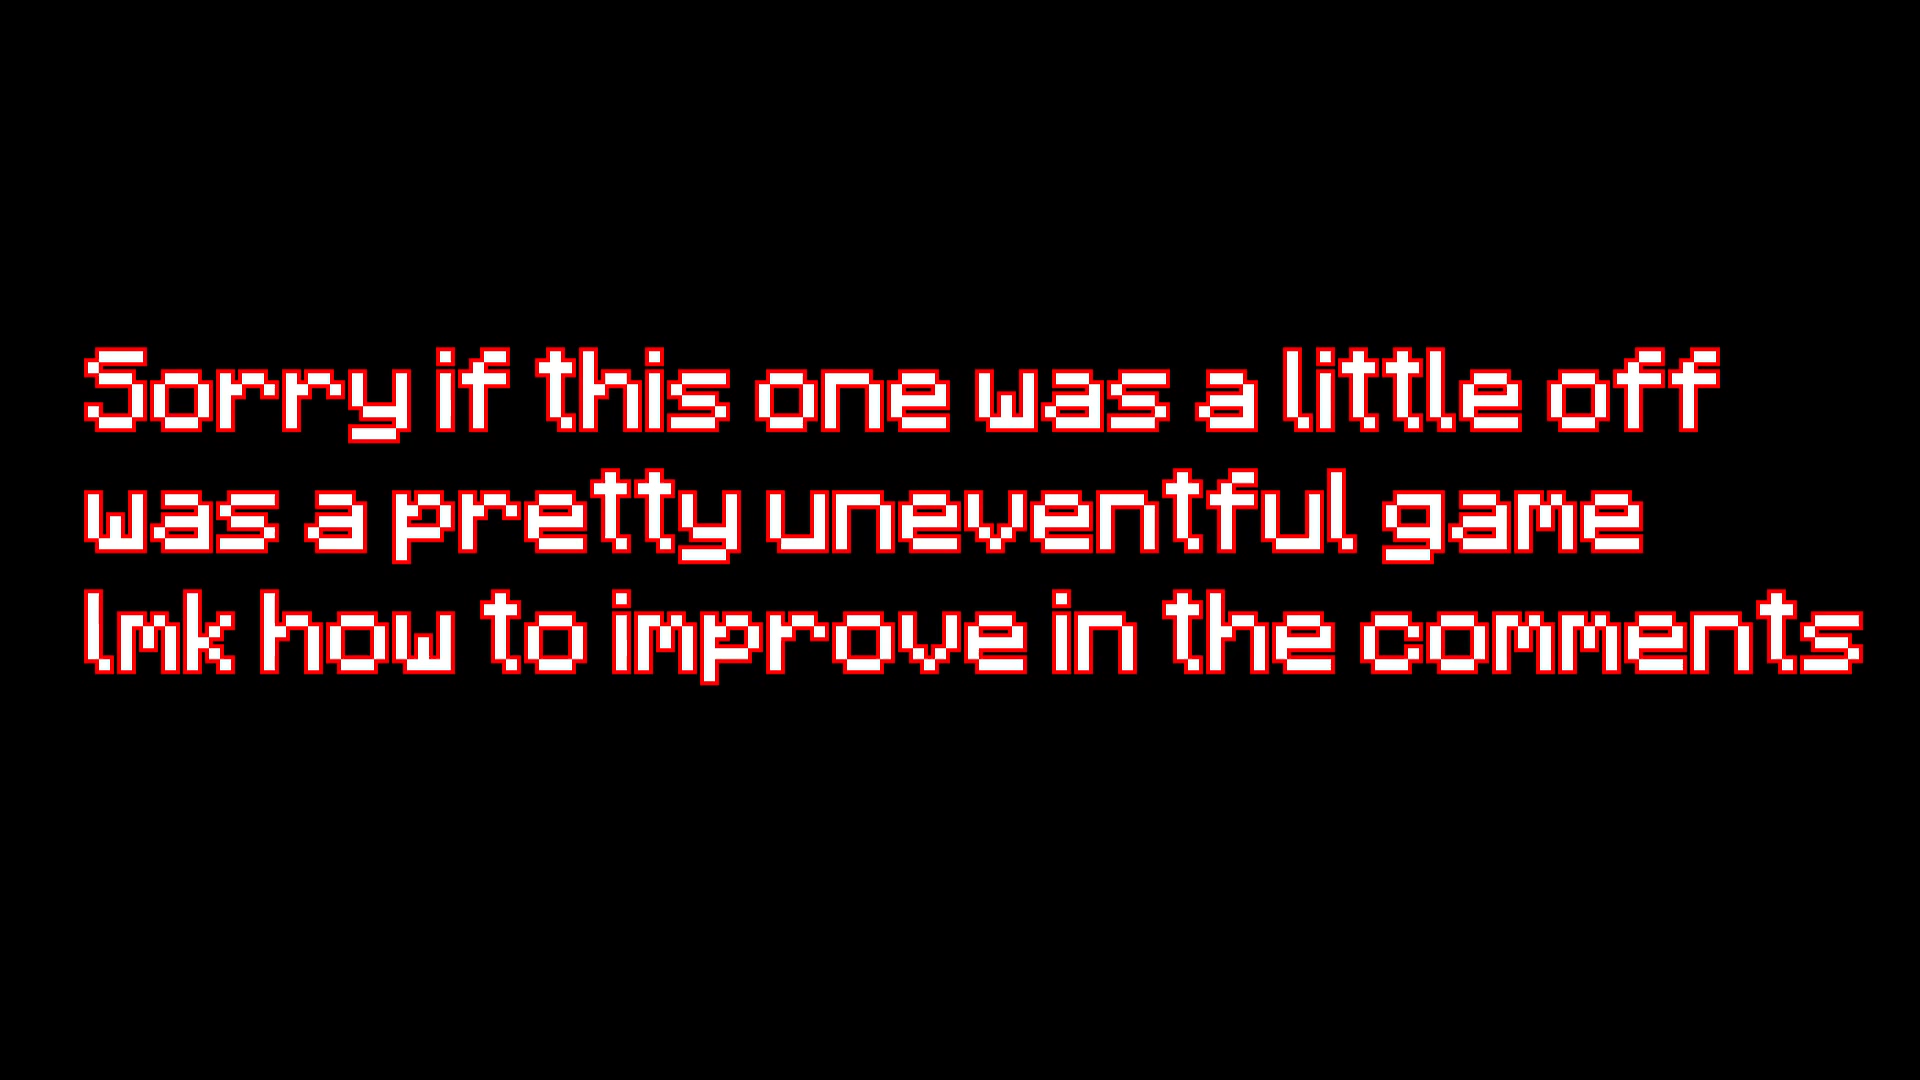 Sorry if this one was a little off
was a pretty uneventful game
lmk how to improve in the comments